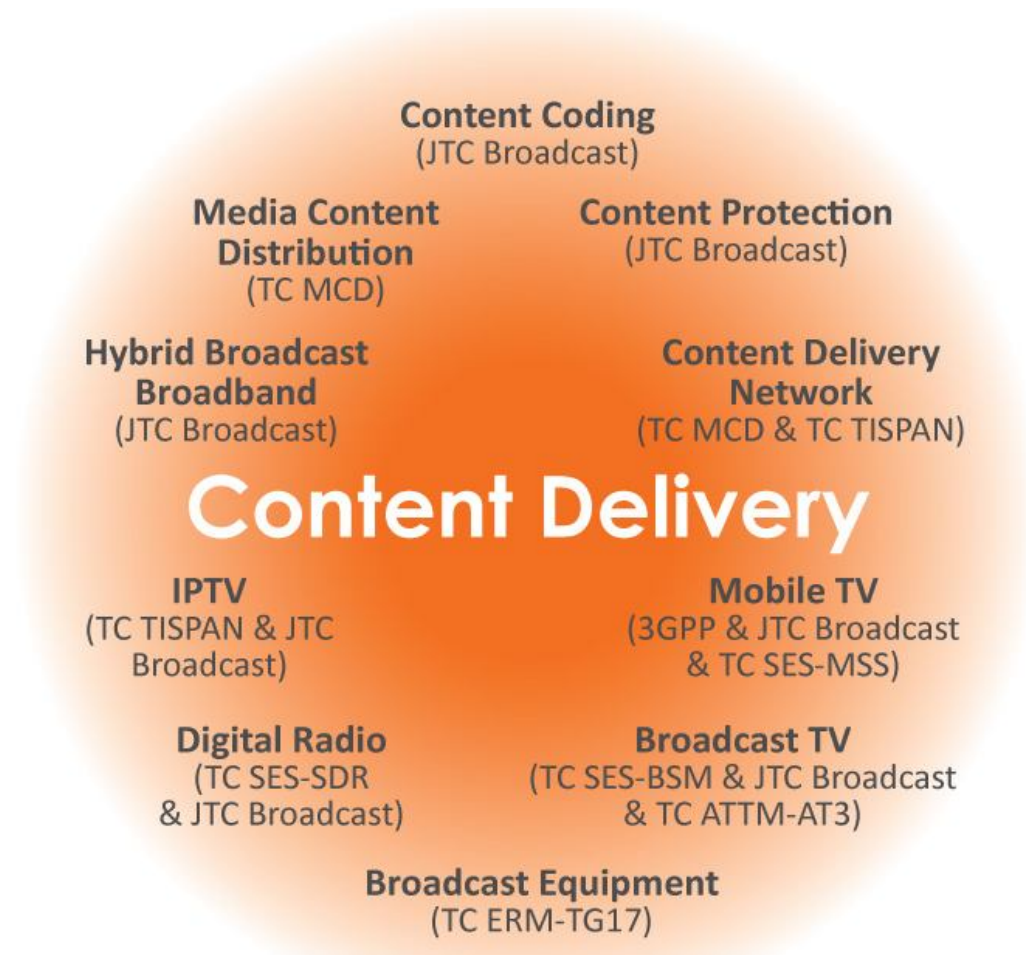 Content Coding
(JTC Broadcast)
Media Content
Distribution
(TC MCD)
Content Protection
(JTC Broadcast)
Hybrid Broadcast
Broadband
(JTC Broadcast)
Content Delivery
Network
(TC MCD & TC TISPAN)
Content Delivery
IPTV
(TC TISPAN & JTC
Broadcast)
Mobile TV
(3GPP & JTC Broadcast
& TC SES-MSS)
Digital Radio
(TC SES-SDR
& JTC Broadcast)
Broadcast TV
(TC SES-BSM & JTC Broadcast
& TC ATTM-AT3)
Broadcast Equipment
(TC ERM-TG17)